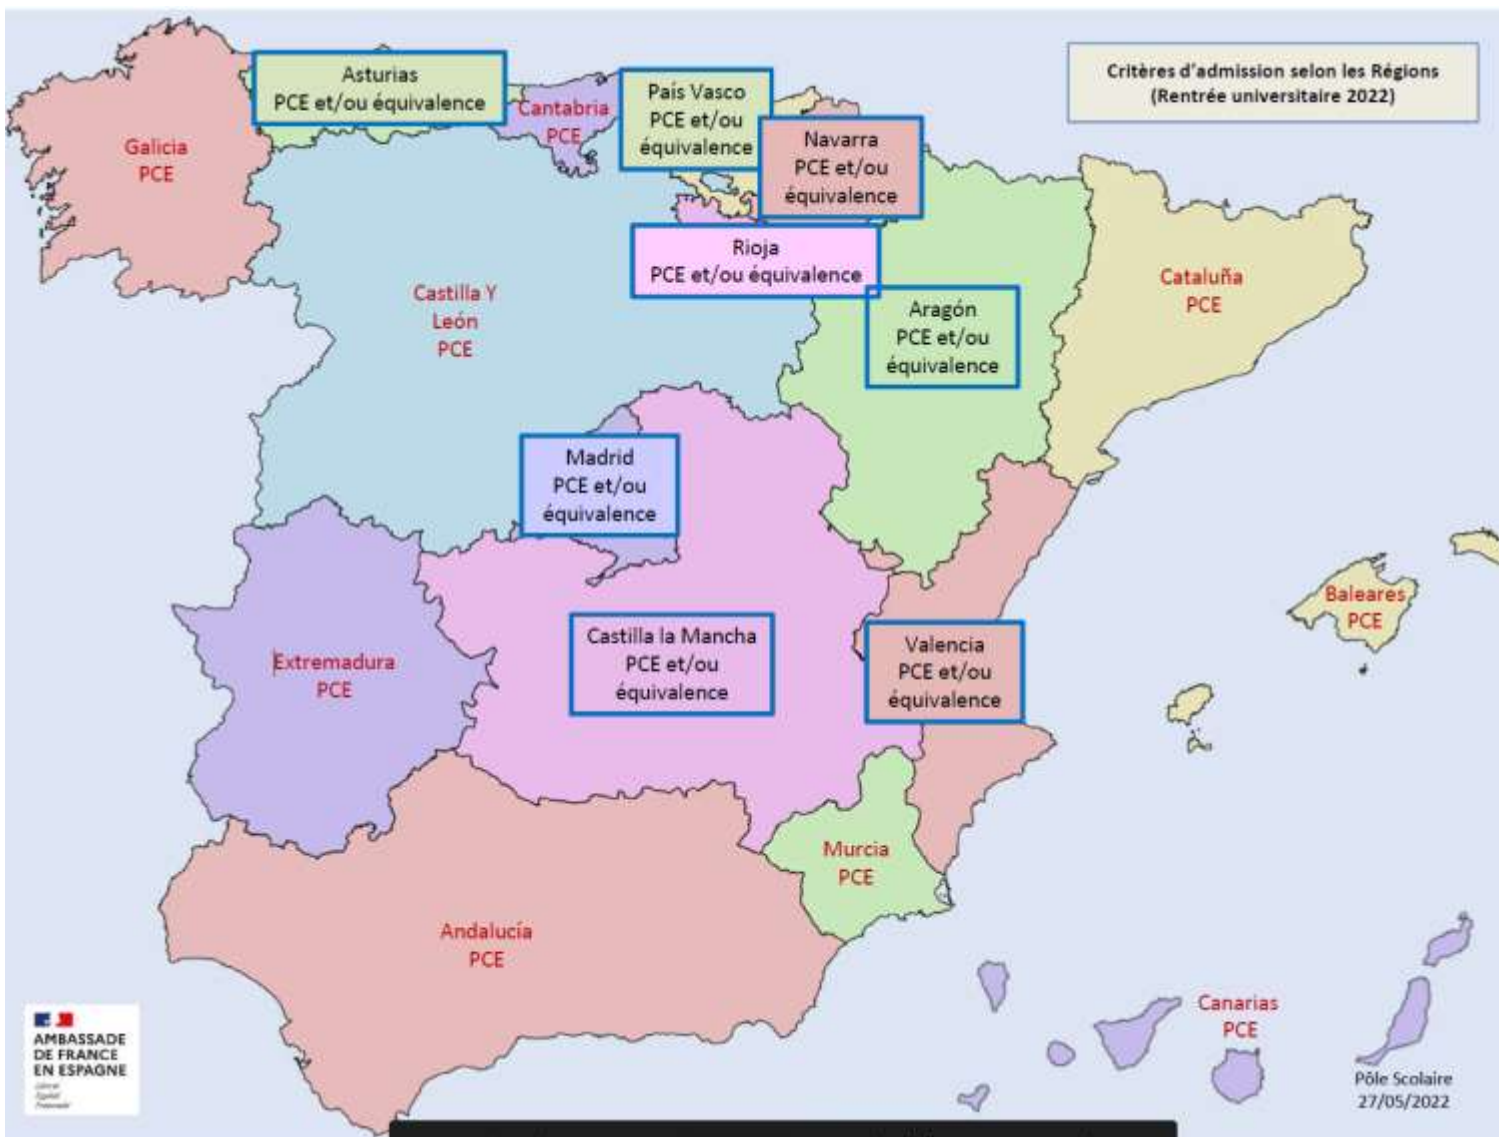 Critères d'admission selon les Régions
(Rentrée universitaire 2022)
Asturias
PCE et/ou équivalence
Cantabria
PCE
País Vasco
PCE et/ou
équivalence
Navarra
PCE et/ou
équivalence
Galicia
PCE
Rioja
PCE et/ou équivalence
Castilla Y
León
PCE
Aragón
PCE et/ou
équivalence
Cataluña
PCE
Madrid
PCE et/ou
équivalence
Baleares
PCE
Extremadura
PCE
Castilla la Mancha
PCE et/ou
équivalence
Valencia
PCE et/ou
équivalence
Murcia
PCE
Andalucía
PCE
Canarias
PCE
AMBASSADE
DE FRANCE
EN ESPAGNE
Pôle Scolaire
27/05/2022